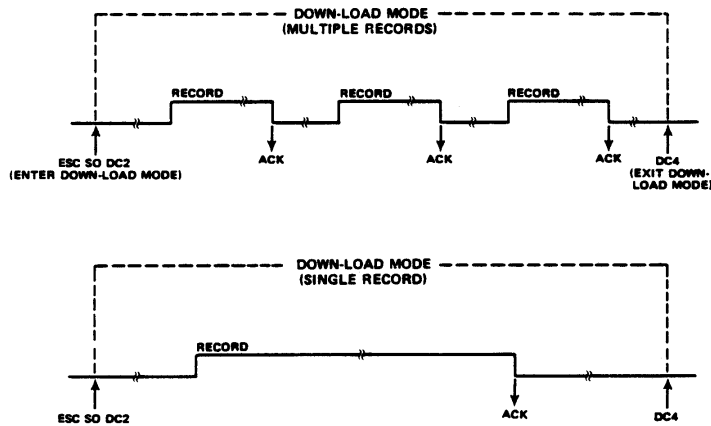 DOWN-LOAD MODE
(MULTIPLE RECORDS)
RECORD
RECORD
RECORD
ACK
ACK
ACK
ESC SO DC2
(ENTER DOWN-LOAD MODE)
DC4
(EXIT DOWN-
LOAD MODE)
DOWN-LOAD MODE
(SINGLE RECORD)
RECORD
ACK
ESC SO DC2
DC4